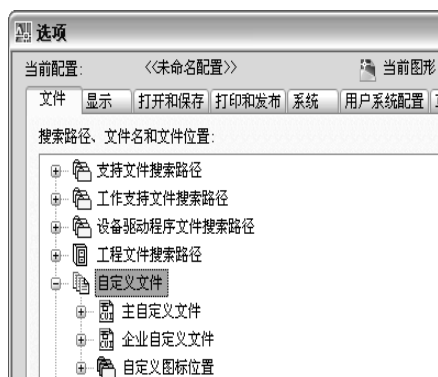 选项
当前配置: <<未命名配置>> 当前图形
文件 显示 打开和保存 打印和发布 系统 用户系统配置
搜索路径、文件名和文件位置:
支持文件搜索路径
工作支持文件搜索路径
设备驱动程序文件搜索路径
工程文件搜索路径
自定义文件
主自定义文件
企业自定义文件
自定义图标位置